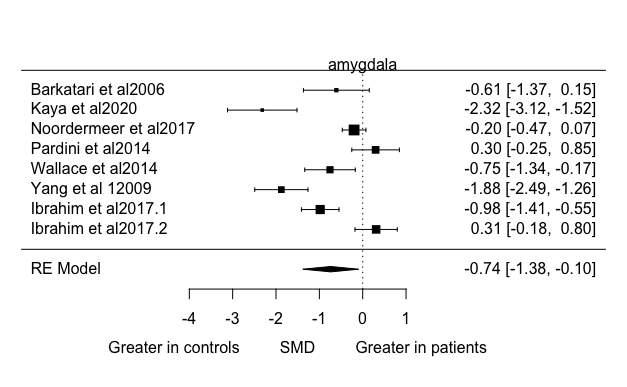 amygdala
Barkatari et al2006 -0.61 [-1.37, 0.15]
Kaya et al2020 -2.32 [-3.12, -1.52]
Noordermeer et al2017 -0.20 [-0.47, 0.07]
Pardini et al2014 0.30 [-0.25, 0.85]
Wallace et al2014 -0.75 [-1.34, -0.17]
Yang et al 12009 -1.88 [-2.49, -1.26]
Ibrahim et al2017.1 -0.98 [-1.41, -0.55]
Ibrahim et al2017.2 0.31 [-0.18, 0.80]
RE Model -0.74 [-1.38, -0.10]
-4 -3 -2 -1 0 1
Greater in controls SMD Greater in patients